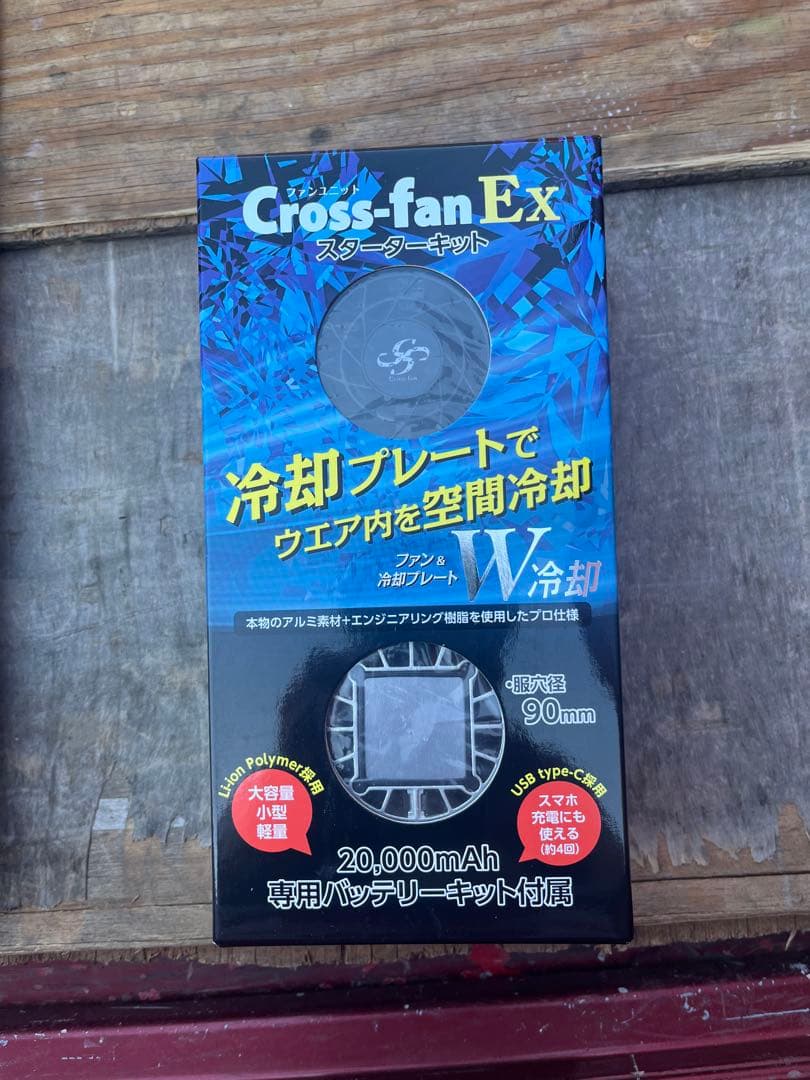 ファンユニット
Cross-fan Ex
スターターキット
冷却プレートで
ウエア内を空間冷却
ファン&
冷却プレート
W冷却
本物のアルミ素材+エンジニアリング樹脂を使用したプロ仕様
・服穴径
90mm
Li-ion Polymer採用
大容量
小型
軽量
USB type-C採用
スマホ
充電にも
使える
(約4回)
20,000mAh
専用バッテリーキット付属